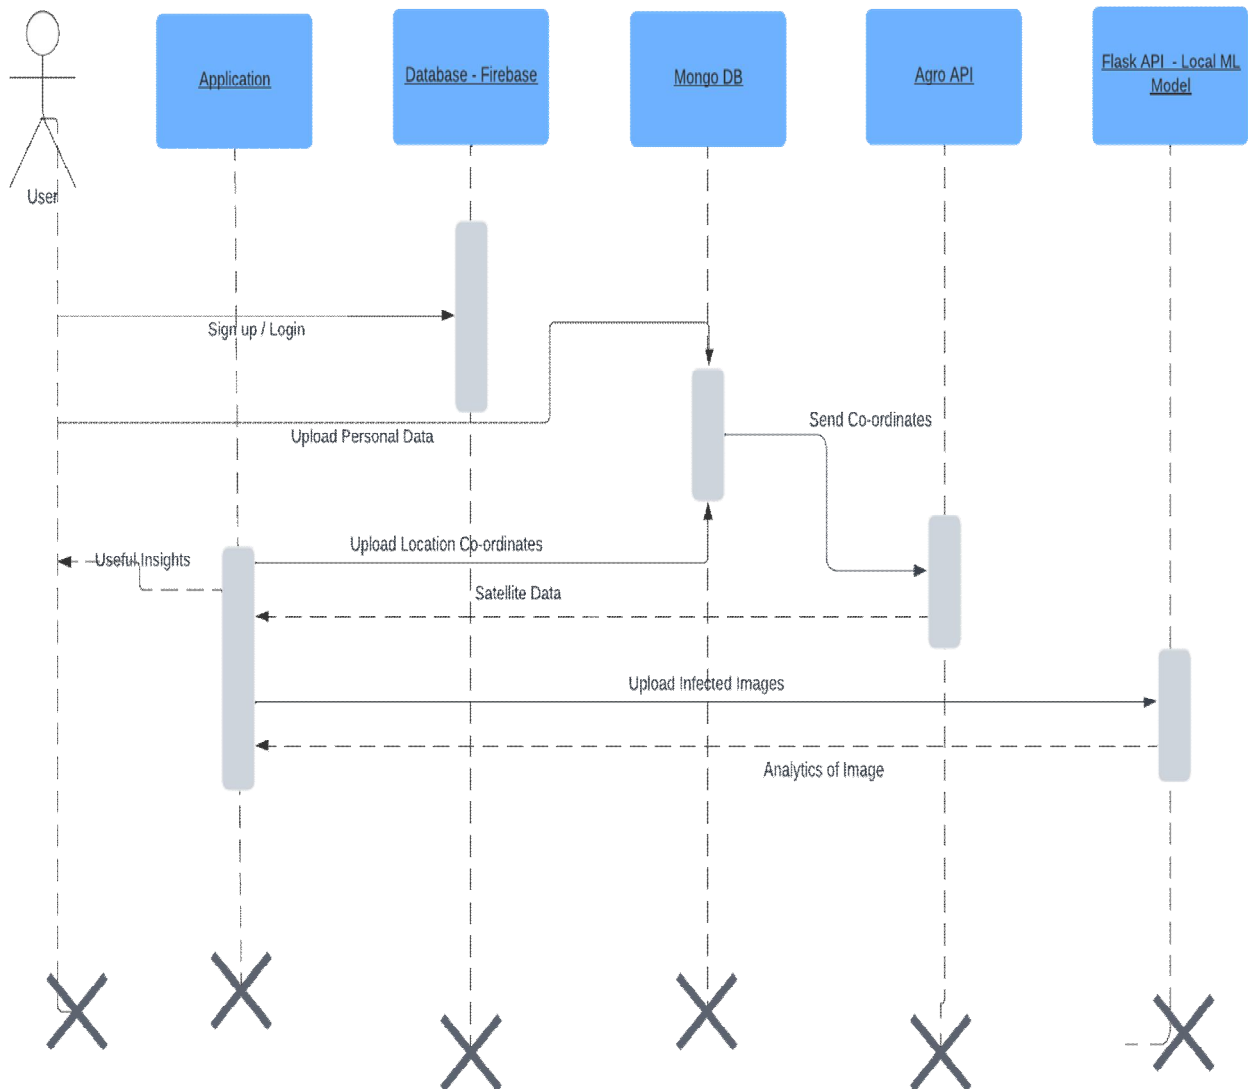 Application
Database - Firebase
Mongo DB
Agro API
Flask API - Local ML
Model
User
Sign up / Login
Upload Personal Data
Send Co-ordinates
Upload Location Co-ordinates
Useful Insights
Satellite Data
Upload Infected Images
Analytics of Image